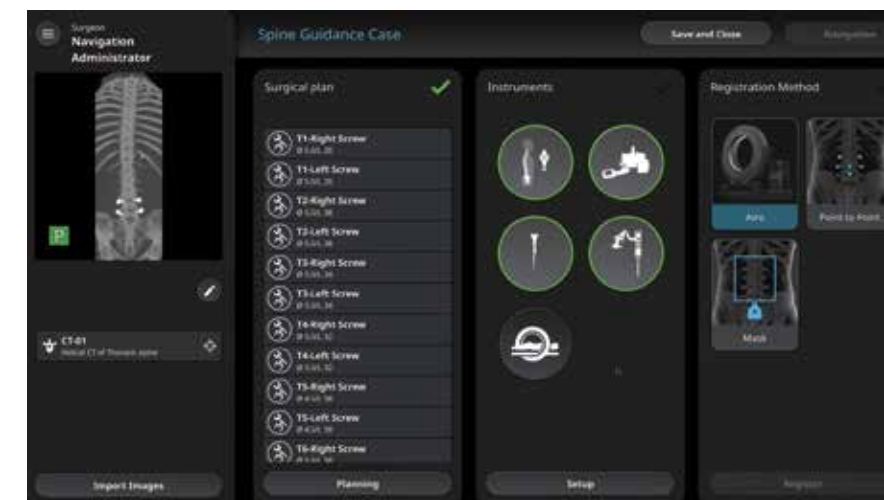 Surgeon
Navigation
Administrator
P
CT-01
Helical CT of Thoracic spine
Import Images
Spine Guidance Case
Save and Close
Navigation
Surgical plan
T1-Right Screw
T1-Left Screw
T2-Right Screw
T2-Left Screw
T3-Right Screw
T3-Left Screw
T4-Right Screw
T4-Left Screw
T5-Right Screw
T5-Left Screw
T6-Right Screw
Planning
Instruments
Setup
Registration Method
Airo
Point to Point
Mask
Register